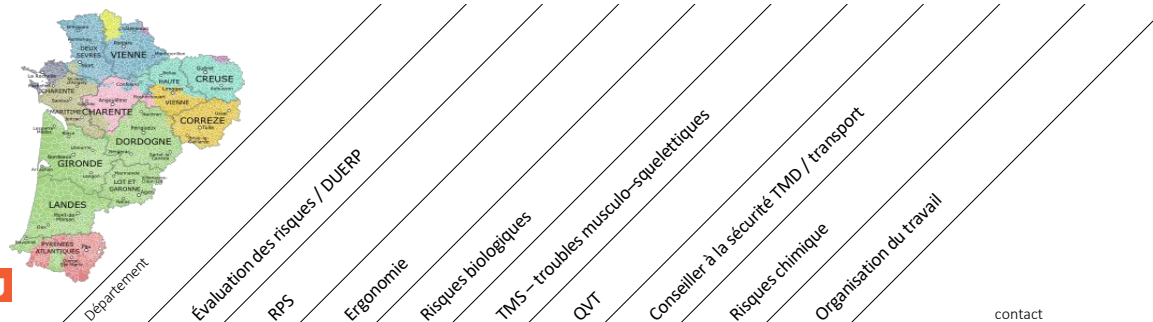 DEUX
SEVRES
VIENNE
CREUSE
HAUTE
VIENNE
CHARENTE
MARITIME
CHARENTE
CORREZE
DORDOGNE
GIRONDE
LOT ET
GARONNE
LANDES
PYRENEES
ATLANTIQUES
Département
Évaluation des risques / DUERP
RPS
Ergonomie
Risques biologiques
TMS – troubles musculo–squelettiques
QVT
Conseiller à la sécurité TMD / transport
Risques chimique
Organisation du travail
contact